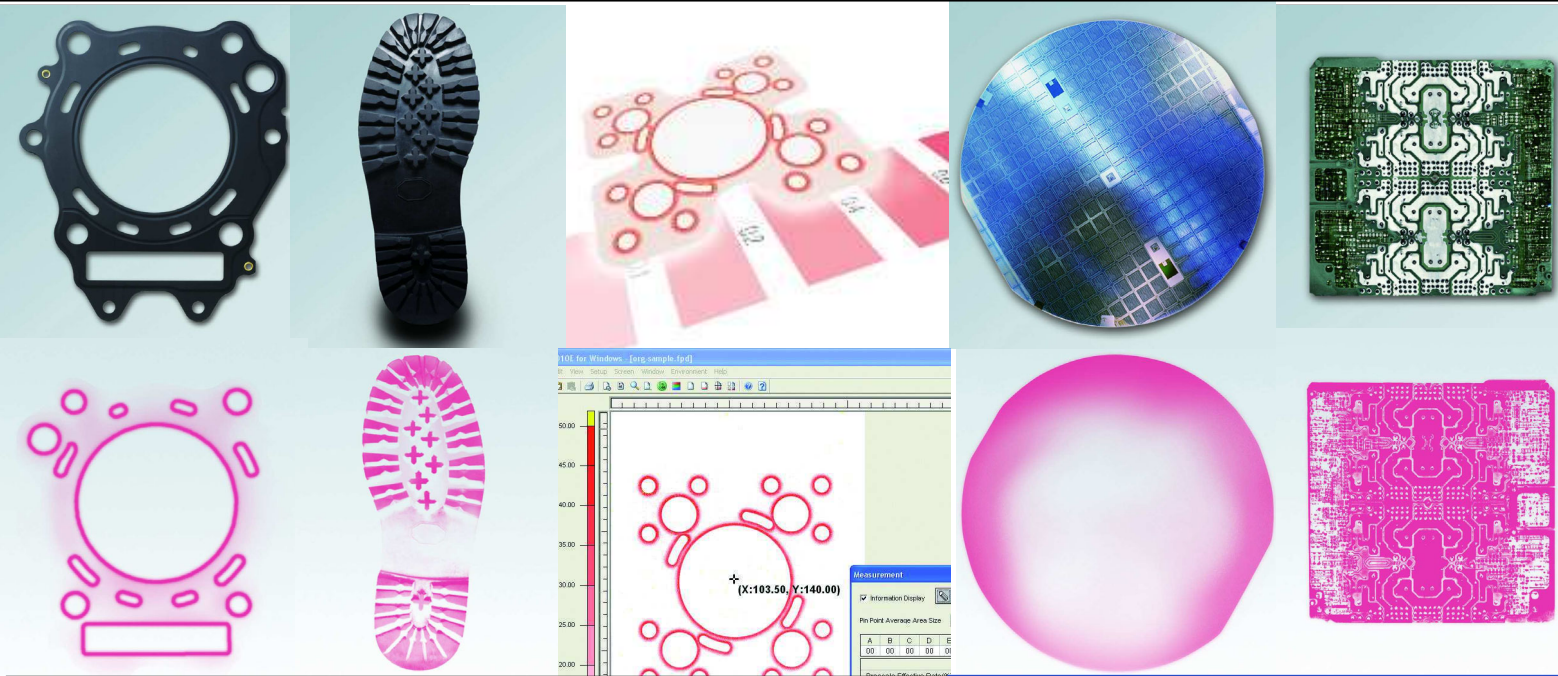 02
04
010E for Windows - [org-sample.fpd]
View Setup Screen Window Environment Help
50.00
45.00
40.00
35.00
30.00
25.00
20.00
(X:103.50, Y:140.00)
Measurement
Information Display
Pin Point Average Area Size
A B C D E
00 00 00 00